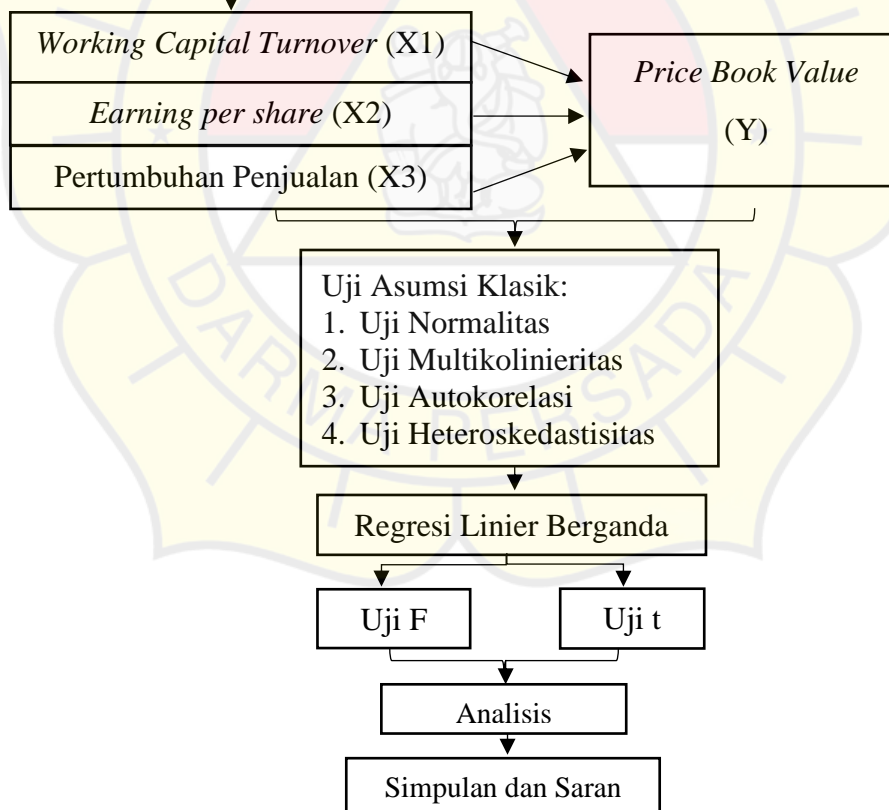 Working Capital Turnover (X1)
Earning per share (X2)
Pertumbuhan Penjualan (X3)
Price Book Value
(Y)
Uji Asumsi Klasik:
1. Uji Normalitas
2. Uji Multikolinieritas
3. Uji Autokorelasi
4. Uji Heteroskedastisitas
DARMA PERSADA
Regresi Linier Berganda
Uji F
Uji t
Analisis
Simpulan dan Saran